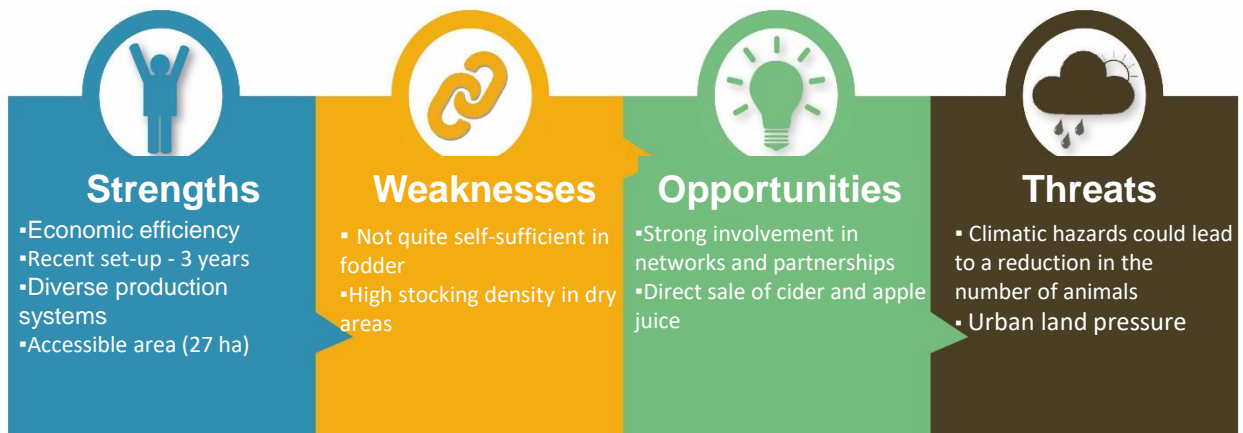 Strengths
▪Economic efficiency
▪Recent set-up - 3 years
▪Diverse production
systems
▪Accessible area (27 ha)
Weaknesses
▪ Not quite self-sufficient in
fodder
▪High stocking density in dry
areas
Opportunities
▪Strong involvement in
networks and partnerships
▪Direct sale of cider and apple
juice
Threats
▪ Climatic hazards could lead
to a reduction in the
number of animals
▪ Urban land pressure